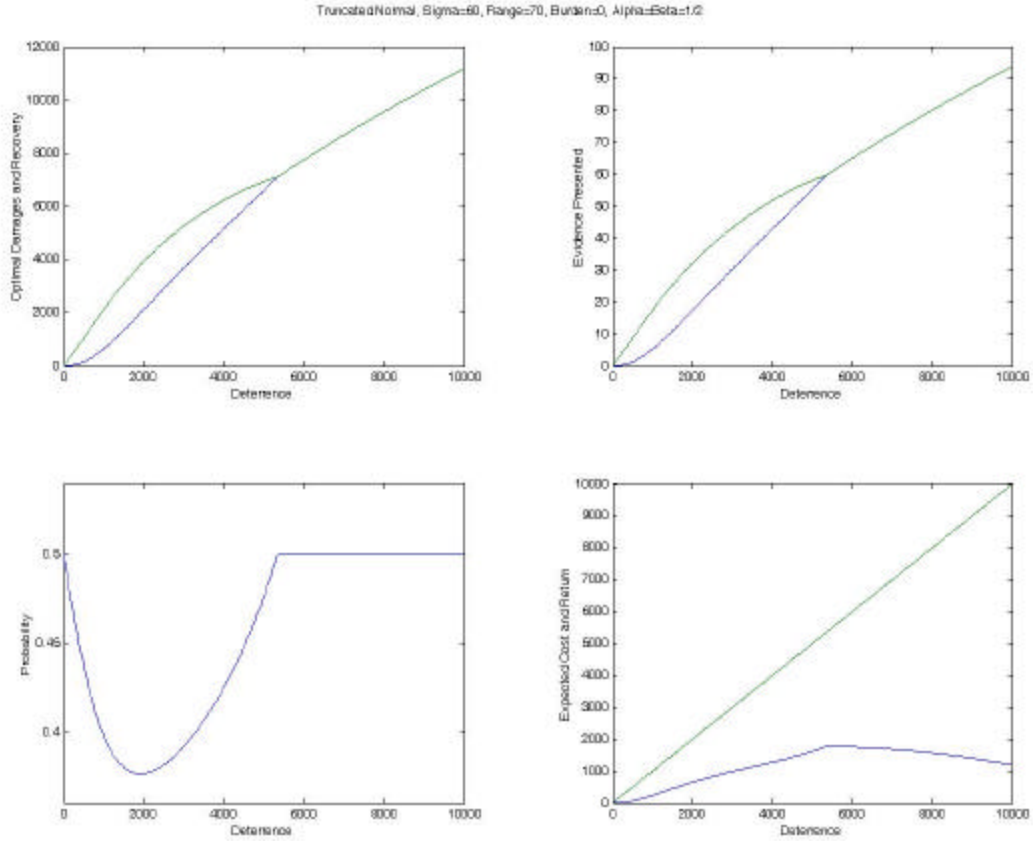 Truncated Normal, Sigma=60, Range=70, Burden=0, Alpha=Beta=1/2
12000
10000
8000
6000
4000
2000
0
Optimal Damages and Recovery
0 2000 4000 6000 8000 10000
Deterrence
100
90
80
70
60
50
40
30
20
10
0
Evidence Presented
0 2000 4000 6000 8000 10000
Deterrence
0.5
0.45
0.4
Probability
0 2000 4000 6000 8000 10000
Deterrence
10000
9000
8000
7000
6000
5000
4000
3000
2000
1000
0
Expected Cost and Return
0 2000 4000 6000 8000 10000
Deterrence